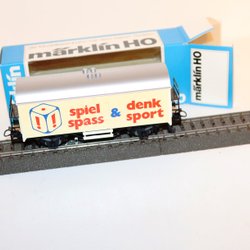 märklin HO
märklin HO
spiel & denk
spass sport